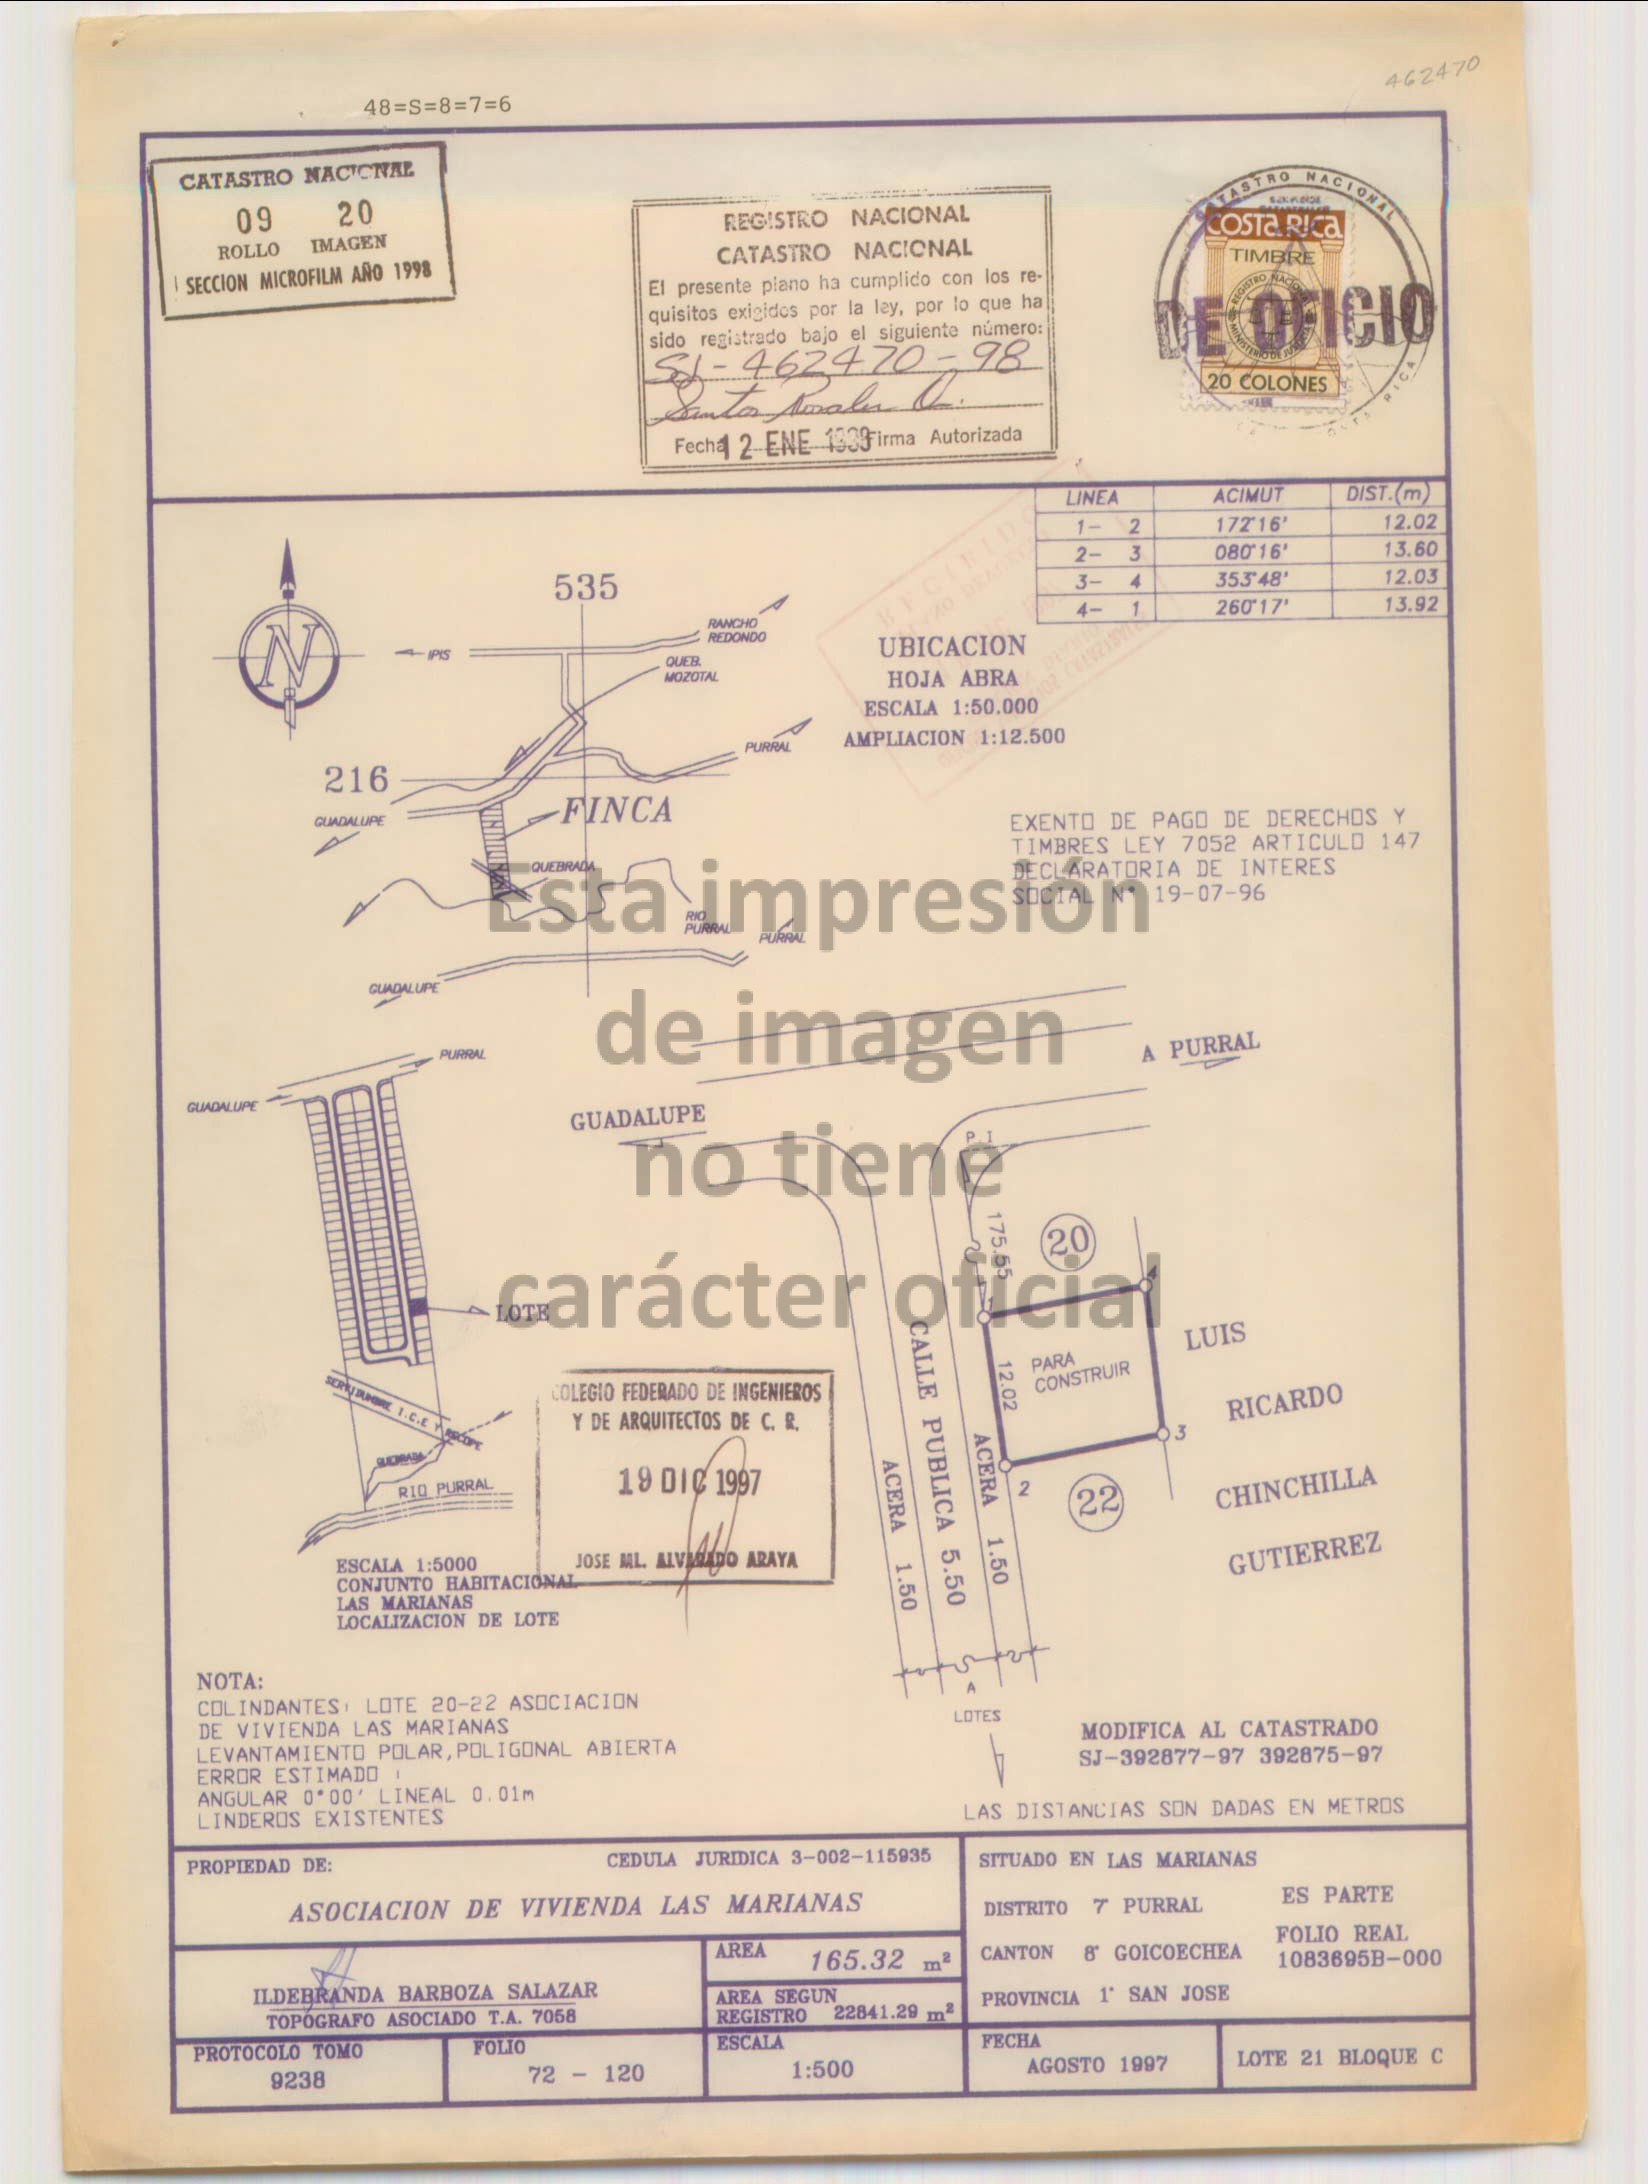 462470
48=S=8=7=6
CATASTRO NACIONAL
09 20
ROLLO IMAGEN
SECCION MICROFILM AÑO 1998
REGISTRO NACIONAL
CATASTRO NACIONAL
El presente plano ha cumplido con los re-
quisitos exigidos por la ley, por lo que ha
sido registrado bajo el siguiente número:
SJ-462470-98
Fecha 12 ENE 1998 Firma Autorizada
CATASTRO NACIONAL
COSTA RICA
TIMBRE
REGISTRO NACIONAL
MINISTERIO DE JUSTICIA
DE OFICIO
20 COLONES
COSTA RICA
LINEA ACIMUT DIST.(m)
1- 2 172°16' 12.02
2- 3 080°16' 13.60
3- 4 353°48' 12.03
4- 1 260°17' 13.92
535
RANCHO
REDONDO
IPIS
QUEB.
MOZOTAL
N
PURRAL
216
GUADALUPE
FINCA
QUEBRADA
RIO
PURRAL
PURRAL
GUADALUPE
UBICACION
HOJA ABRA
ESCALA 1:50.000
AMPLIACION 1:12.500
EXENTO DE PAGO DE DERECHOS Y
TIMBRES LEY 7052 ARTICULO 147
DECLARATORIA DE INTERES
SOCIAL N° 19-07-96
Esta impresión
de imagen
no tiene
carácter oficial
PURRAL
GUADALUPE
LOTE
SERVIDUMBRE I.C.E Y RECOPE
QUEBRADA
RIO PURRAL
ESCALA 1:5000
CONJUNTO HABITACIONAL
LAS MARIANAS
LOCALIZACION DE LOTE
COLEGIO FEDERADO DE INGENIEROS
Y DE ARQUITECTOS DE C. R.
19 DIC 1997
JOSE ML. ALVARADO ARAYA
A PURRAL
GUADALUPE
P.I
175.55
20
4
1
PARA
CONSTRUIR
12.02
3
2
22
LUIS
RICARDO
CHINCHILLA
GUTIERREZ
CALLE PUBLICA 5.50
ACERA 1.50
ACERA 1.50
A
LOTES
NOTA:
COLINDANTES: LOTE 20-22 ASOCIACION
DE VIVIENDA LAS MARIANAS
LEVANTAMIENTO POLAR,POLIGONAL ABIERTA
ERROR ESTIMADO :
ANGULAR 0°00' LINEAL 0.01m
LINDEROS EXISTENTES
MODIFICA AL CATASTRADO
SJ-392877-97 392875-97
LAS DISTANCIAS SON DADAS EN METROS
PROPIEDAD DE: CEDULA JURIDICA 3-002-115935
ASOCIACION DE VIVIENDA LAS MARIANAS
SITUADO EN LAS MARIANAS
DISTRITO 7° PURRAL
CANTON 8° GOICOECHEA
PROVINCIA 1° SAN JOSE
ES PARTE
FOLIO REAL
1083695B-000
ILDEBRANDA BARBOZA SALAZAR
TOPOGRAFO ASOCIADO T.A. 7058
AREA 165.32 m²
AREA SEGUN
REGISTRO 22841.29 m²
PROTOCOLO TOMO
9238
FOLIO
72 - 120
ESCALA
1:500
FECHA
AGOSTO 1997
LOTE 21 BLOQUE C